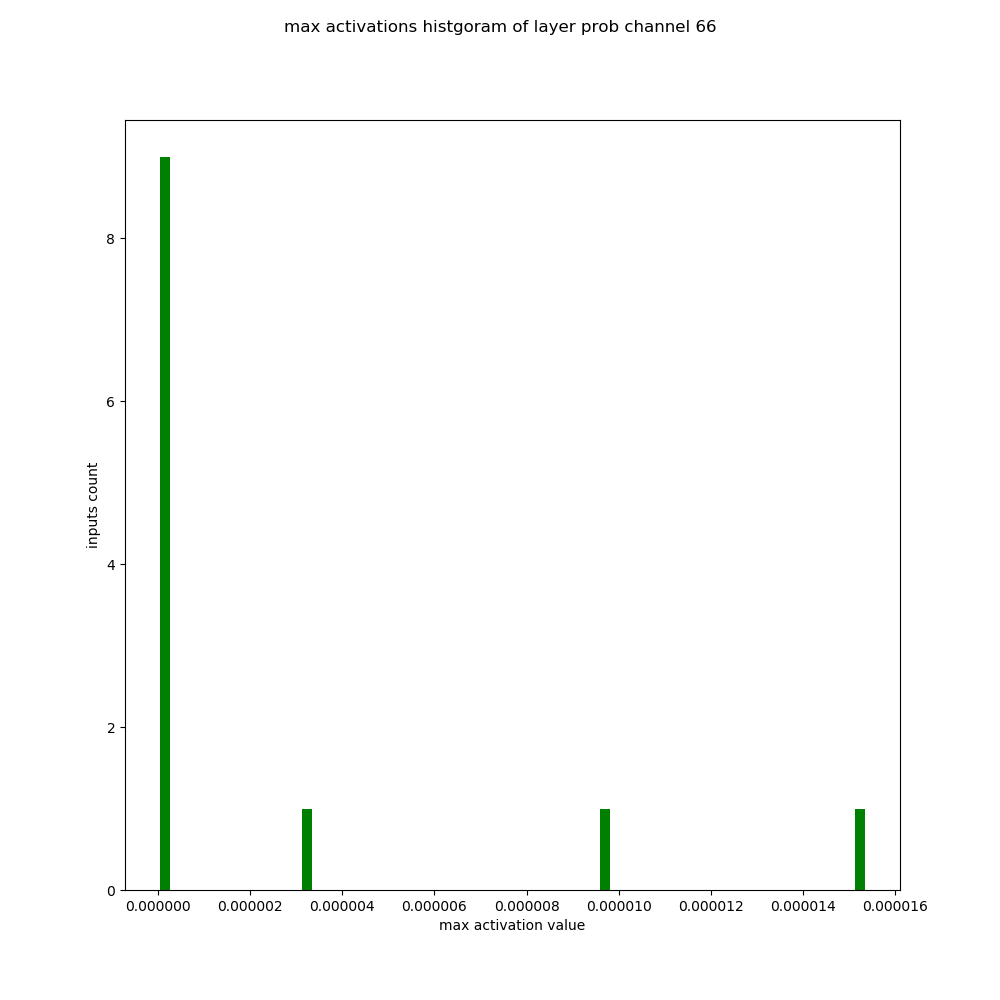 max activations histgoram of layer prob channel 66
8
6
4
2
0
inputs count
0.000000 0.000002 0.000004 0.000006 0.000008 0.000010 0.000012 0.000014 0.000016
max activation value